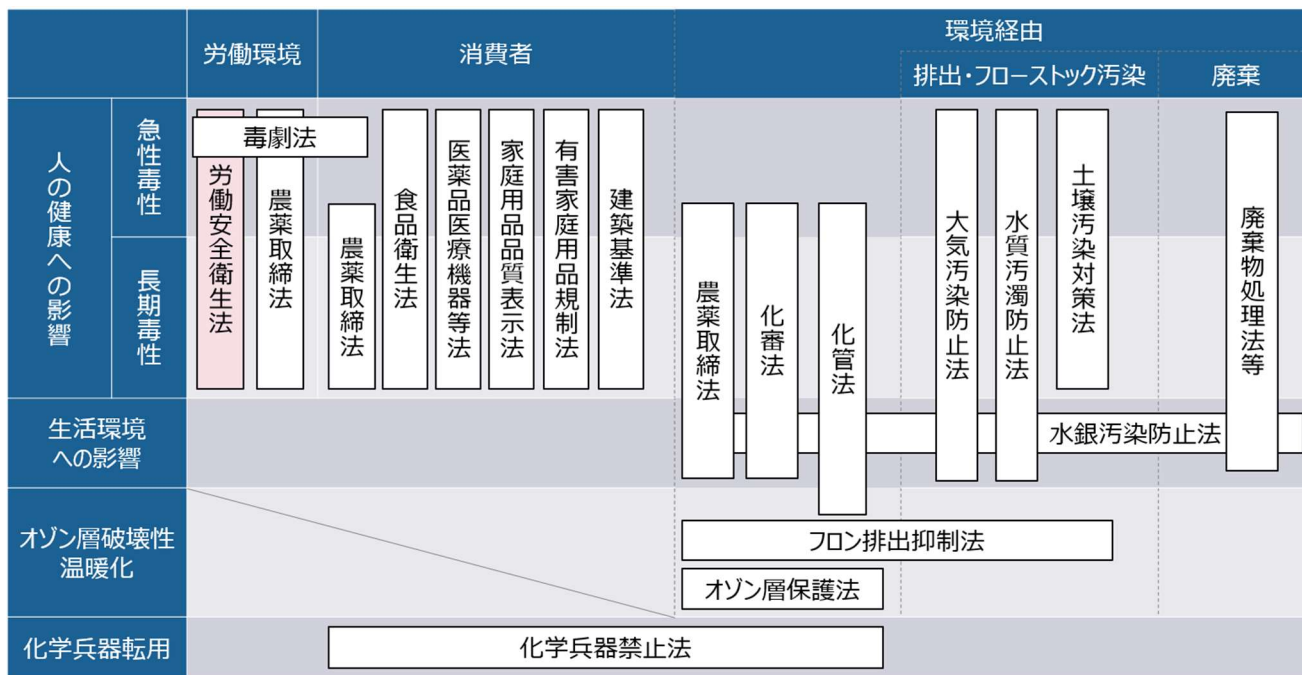 労働環境
消費者
環境経由
排出・フローストック汚染
廃棄
人の健康への影響
急性毒性
長期毒性
毒劇法
労働安全衛生法
農薬取締法
農薬取締法
食品衛生法
医薬品医療機器等法
家庭用品品質表示法
有害家庭用品規制法
建築基準法
農薬取締法
化審法
化管法
大気汚染防止法
水質汚濁防止法
土壌汚染対策法
廃棄物処理法等
生活環境
への影響
水銀汚染防止法
オゾン層破壊性
温暖化
フロン排出抑制法
オゾン層保護法
化学兵器転用
化学兵器禁止法